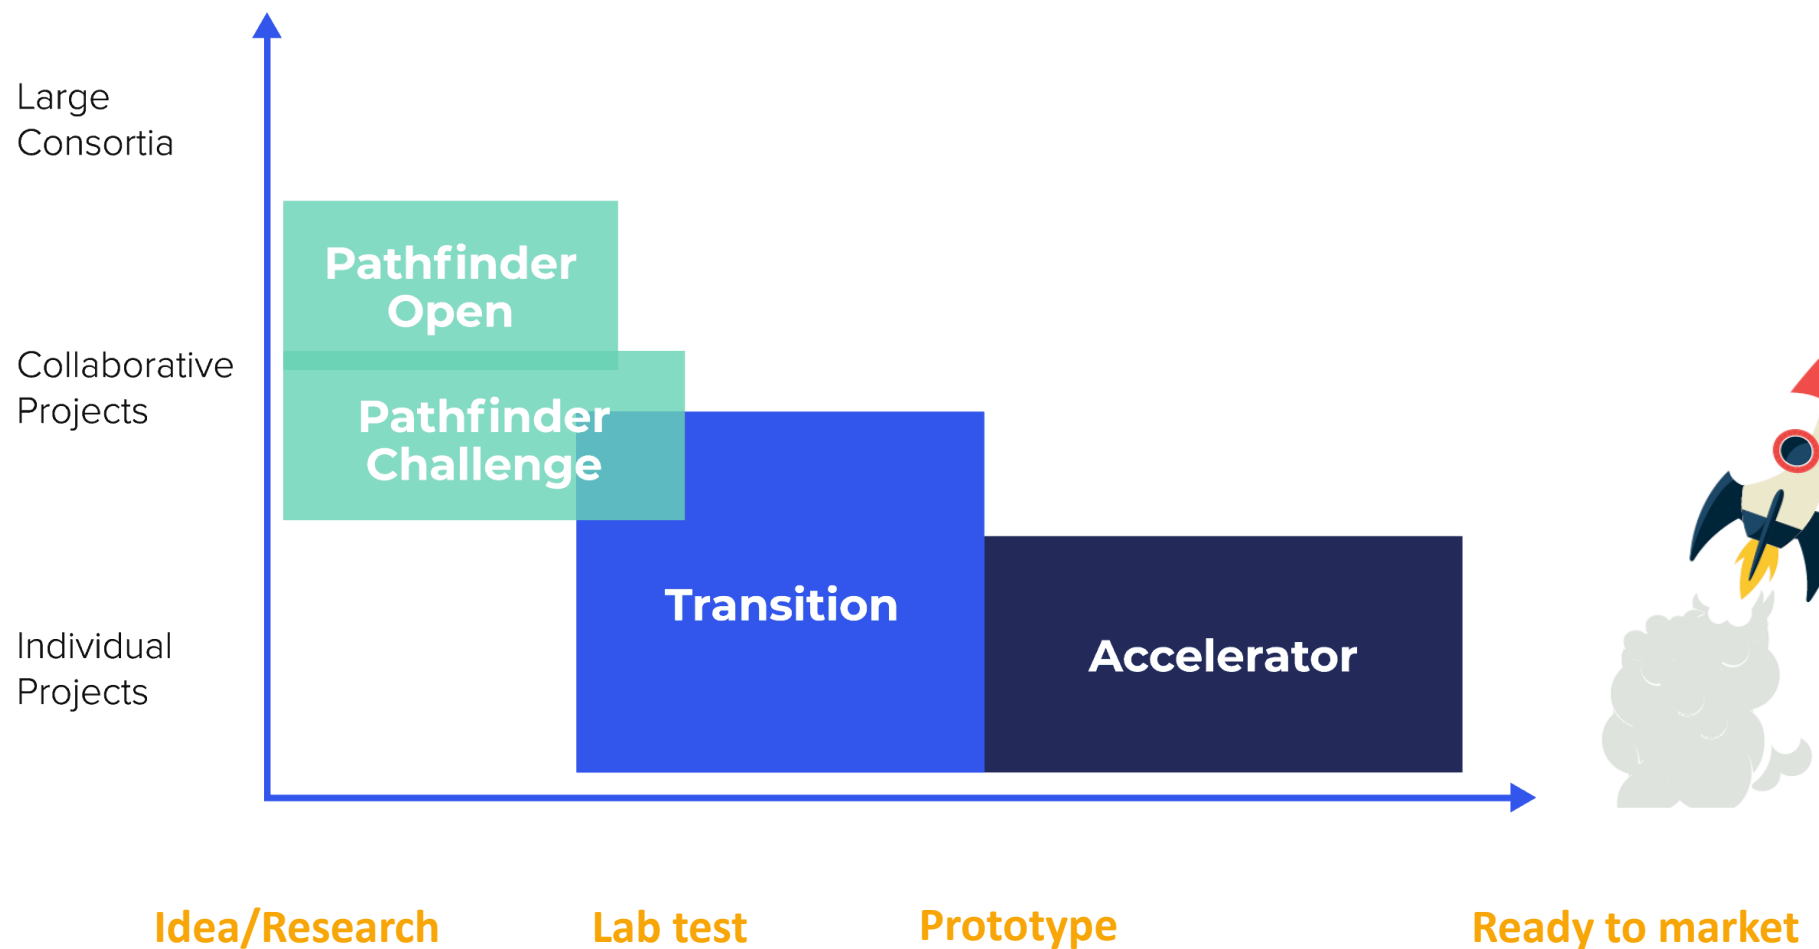 Large
Consortia
Pathfinder
Open
Collaborative
Projects
Pathfinder
Challenge
Transition
Individual
Projects
Accelerator
Idea/Research
Lab test
Prototype
Ready to market